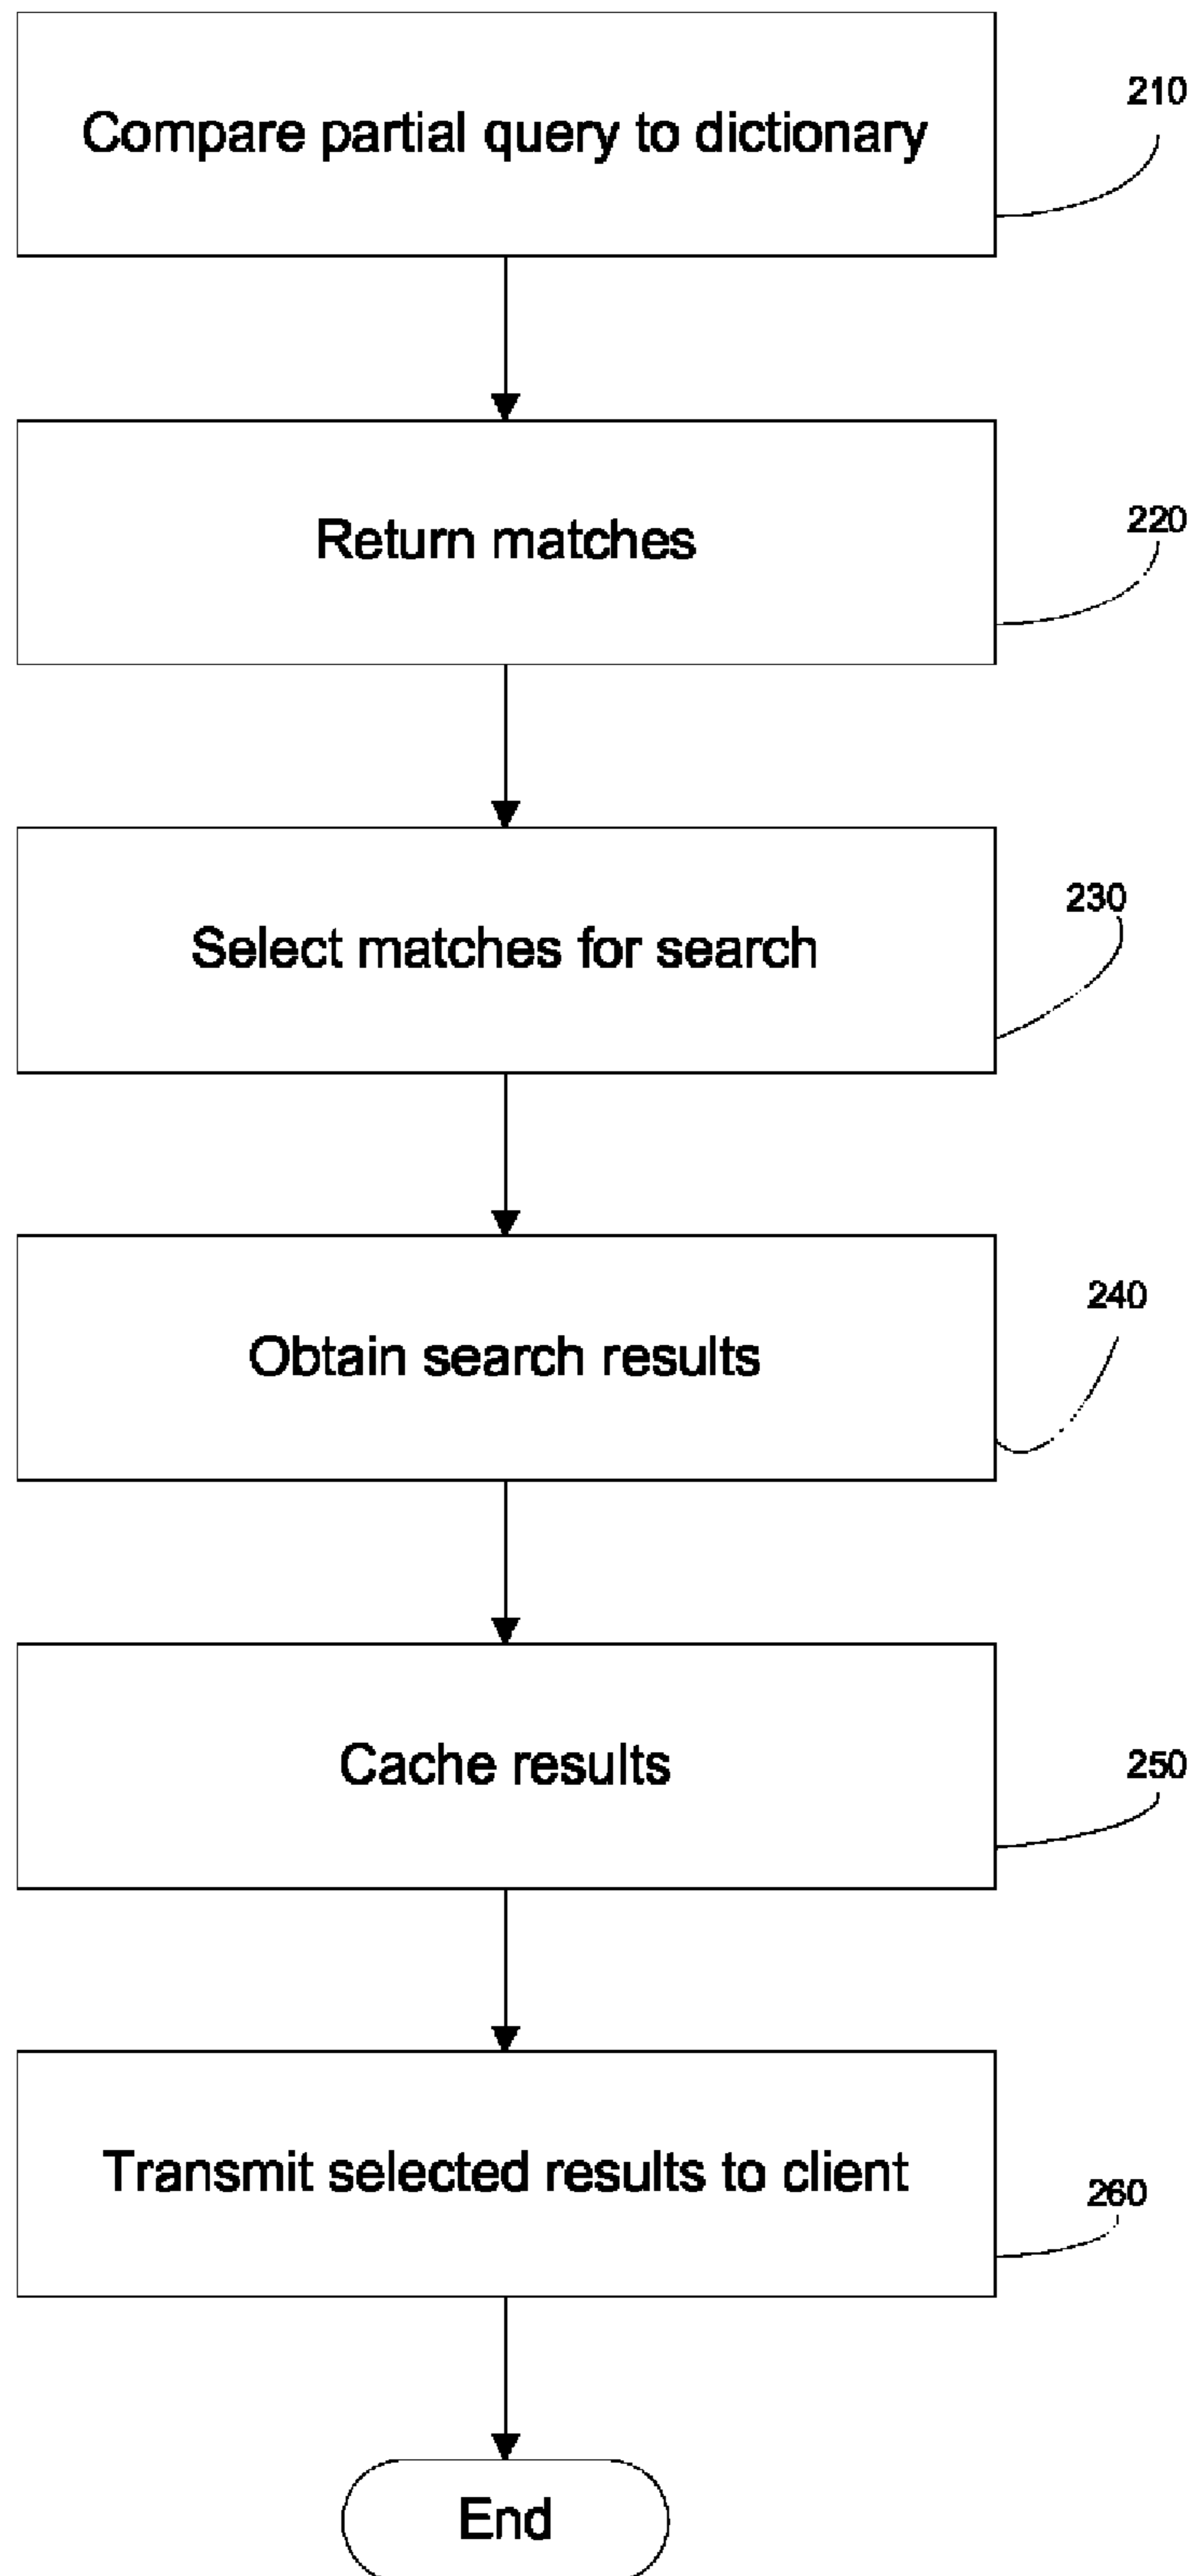 Compare partial query to dictionary
210
Return matches
220
Select matches for search
230
Obtain search results
240
Cache results
250
Transmit selected results to client
260
End